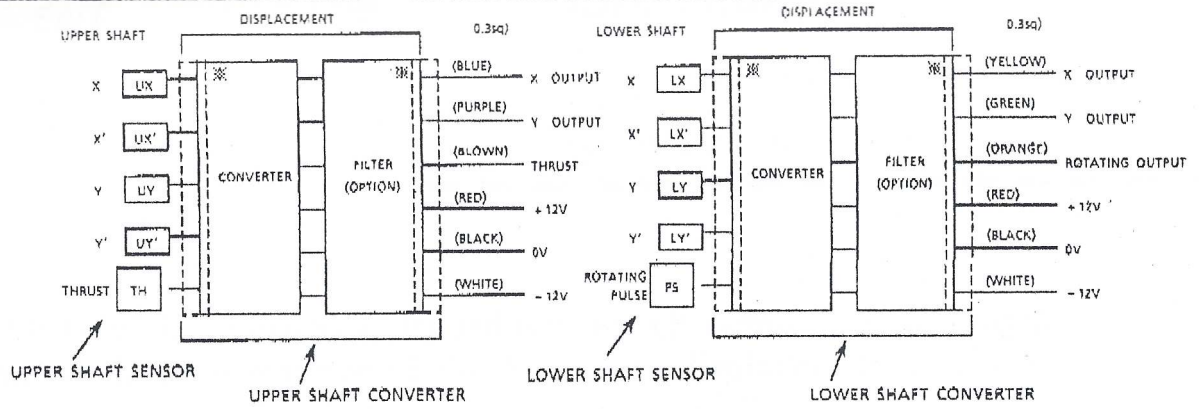 DISPLACEMENT
UPPER SHAFT
0.3sq)
X UX
X' UX'
Y UY
Y' UY'
THRUST TH
CONVERTER
FILTER
(OPTION)
(BLUE) X OUTPUT
(PURPLE) Y OUTPUT
(BLOWN) THRUST
(RED) +12V
(BLACK) 0V
(WHITE) -12V
UPPER SHAFT SENSOR
UPPER SHAFT CONVERTER
DISPLACEMENT
LOWER SHAFT
0.3sq)
X LX
X' LX'
Y LY
Y' LY'
ROTATING
PULSE PS
CONVERTER
FILTER
(OPTION)
(YELLOW) X OUTPUT
(GREEN) Y OUTPUT
(ORANGE) ROTATING OUTPUT
(RED) +12V
(BLACK) 0V
(WHITE) -12V
LOWER SHAFT SENSOR
LOWER SHAFT CONVERTER